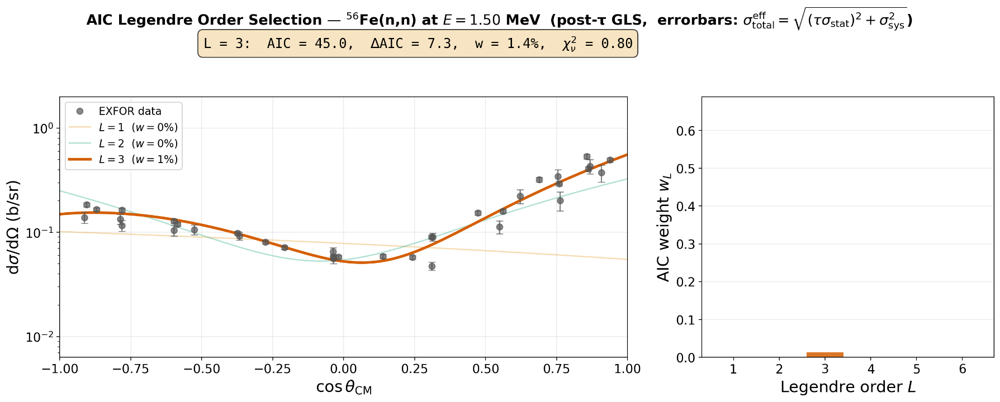 AIC Legendre Order Selection — ⁵⁶Fe(n,n) at E = 1.50 MeV (post-τ GLS, errorbars: σ_total^eff = √((τσ_stat)² + σ_sys²))
L = 3: AIC = 45.0, ΔAIC = 7.3, w = 1.4%, χ_ν² = 0.80
EXFOR data
L = 1 (w = 0%)
L = 2 (w = 0%)
L = 3 (w = 1%)
dσ/dΩ (b/sr)
10⁰
10⁻¹
10⁻²
−1.00 −0.75 −0.50 −0.25 0.00 0.25 0.50 0.75 1.00
cos θ_CM
AIC weight w_L
0.6
0.5
0.4
0.3
0.2
0.1
0.0
1 2 3 4 5 6
Legendre order L